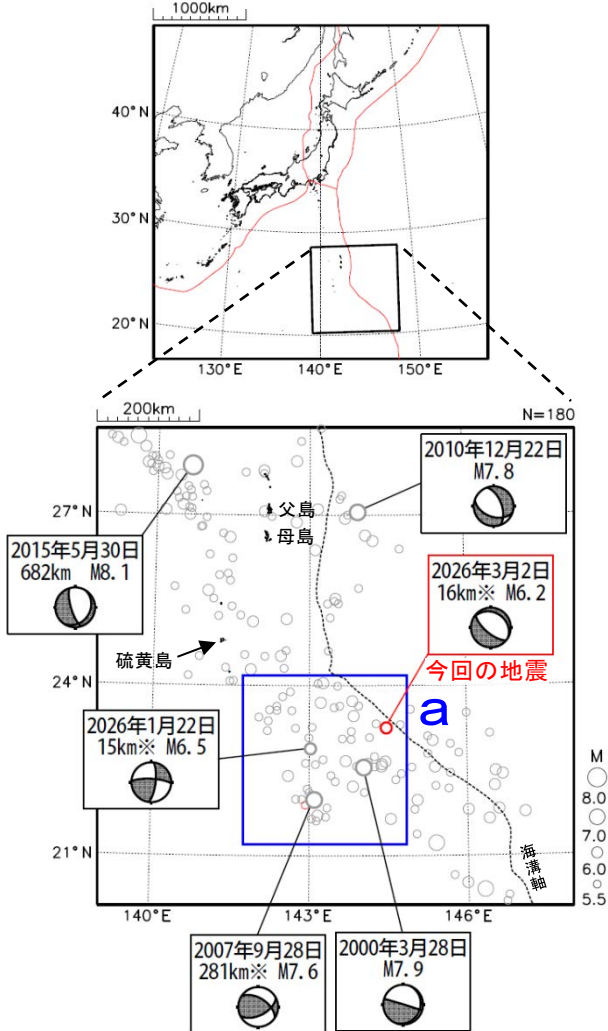 1000km
40°N
30°N
20°N
130°E
140°E
150°E
200km
N=180
2010年12月22日
M7.8
27°N
父島
母島
2015年5月30日
682km M8.1
2026年3月2日
16km※ M6.2
硫黄島
今回の地震
24°N
a
2026年1月22日
15km※ M6.5
M
8.0
7.0
6.0
5.5
21°N
海溝軸
140°E
143°E
146°E
2007年9月28日
281km※ M7.6
2000年3月28日
M7.9